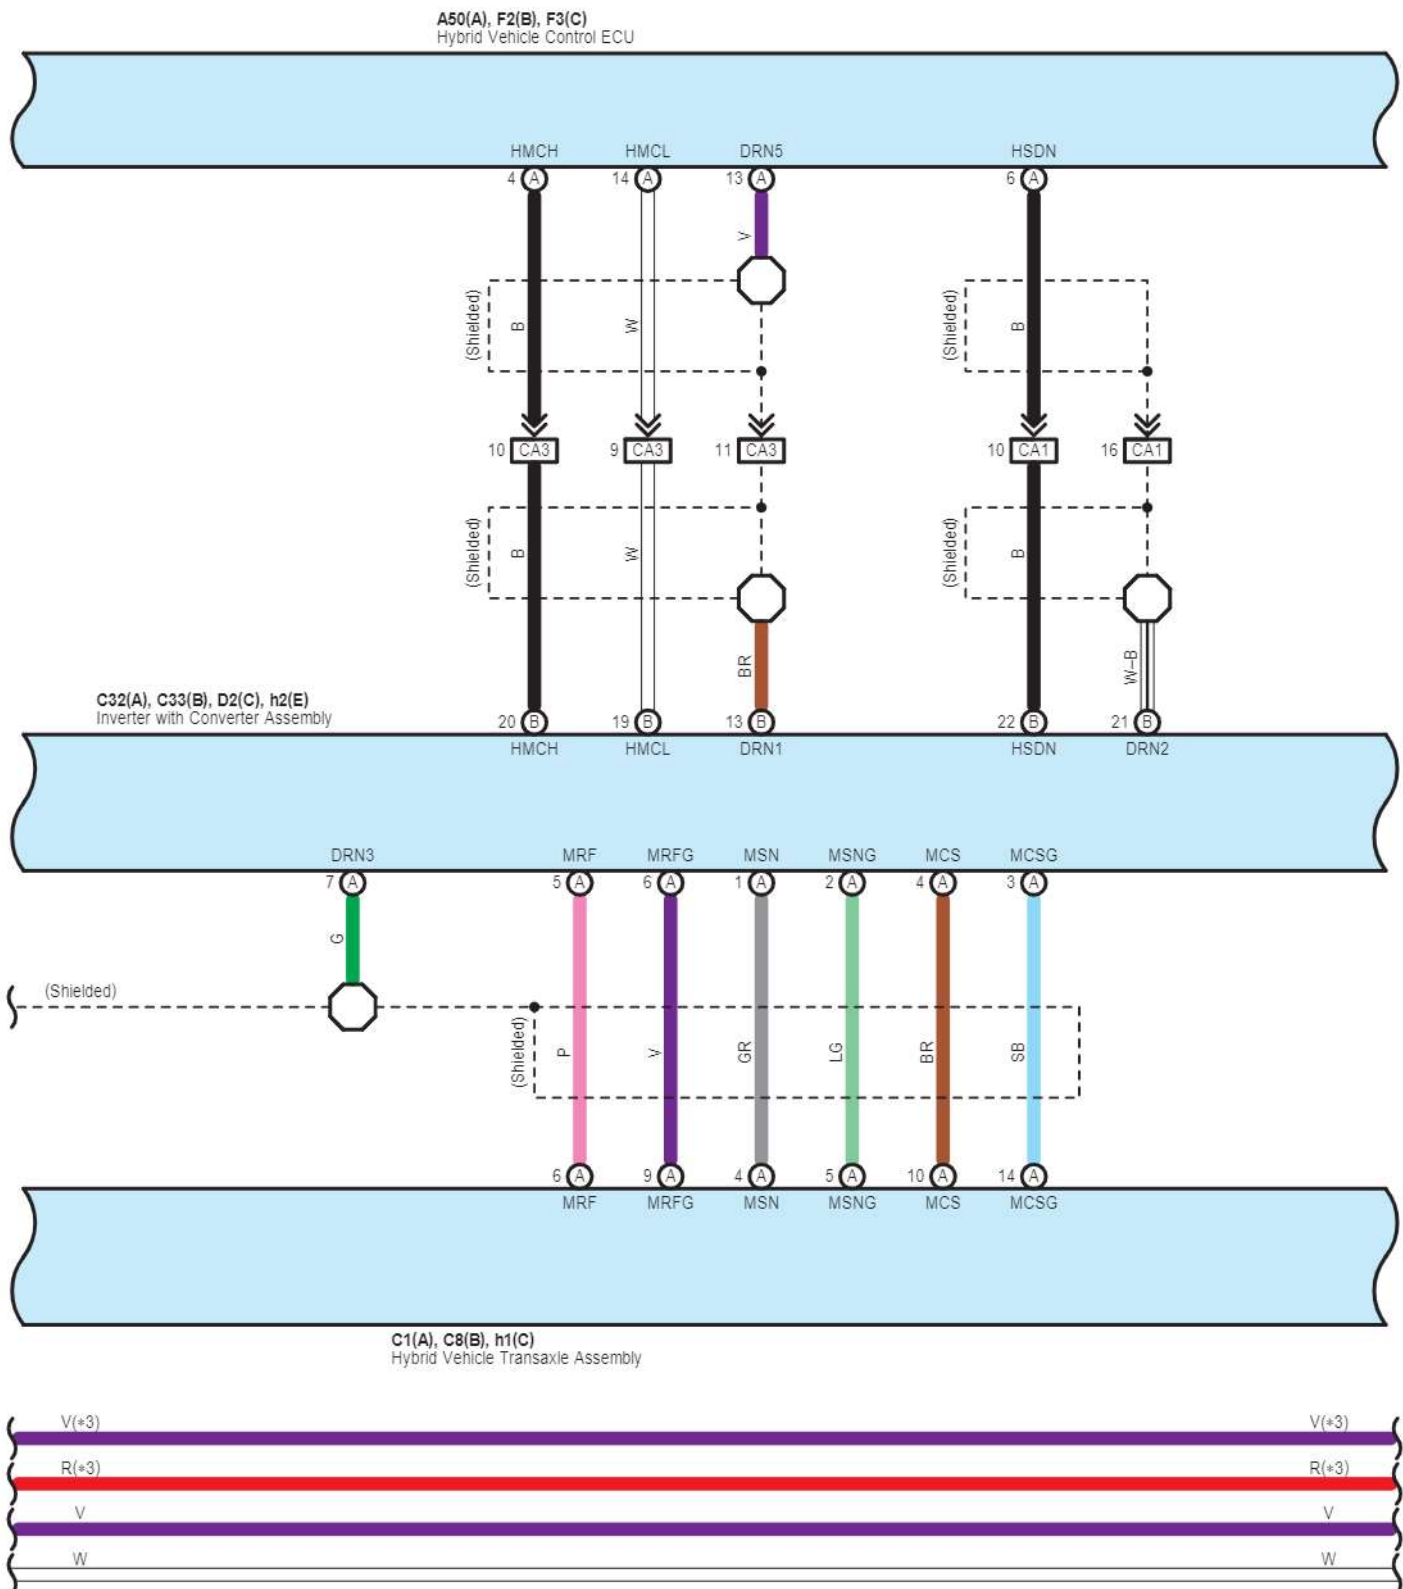 A50(A), F2(B), F3(C)
Hybrid Vehicle Control ECU
HMCH HMCL DRN5 HSDN
4 A 14 A 13 A 6 A
V
(Shielded) B W (Shielded) B
10 CA3 9 CA3 11 CA3 10 CA1 16 CA1
(Shielded) B W (Shielded) B
BR W–B
C32(A), C33(B), D2(C), h2(E)
Inverter with Converter Assembly
20 B 19 B 13 B 22 B 21 B
HMCH HMCL DRN1 HSDN DRN2
DRN3 MRF MRFG MSN MSNG MCS MCSG
7 A 5 A 6 A 1 A 2 A 4 A 3 A
G
(Shielded)
(Shielded) P V GR LG BR SB
6 A 9 A 4 A 5 A 10 A 14 A
MRF MRFG MSN MSNG MCS MCSG
C1(A), C8(B), h1(C)
Hybrid Vehicle Transaxle Assembly
V(*3) V(*3)
R(*3) R(*3)
V V
W W